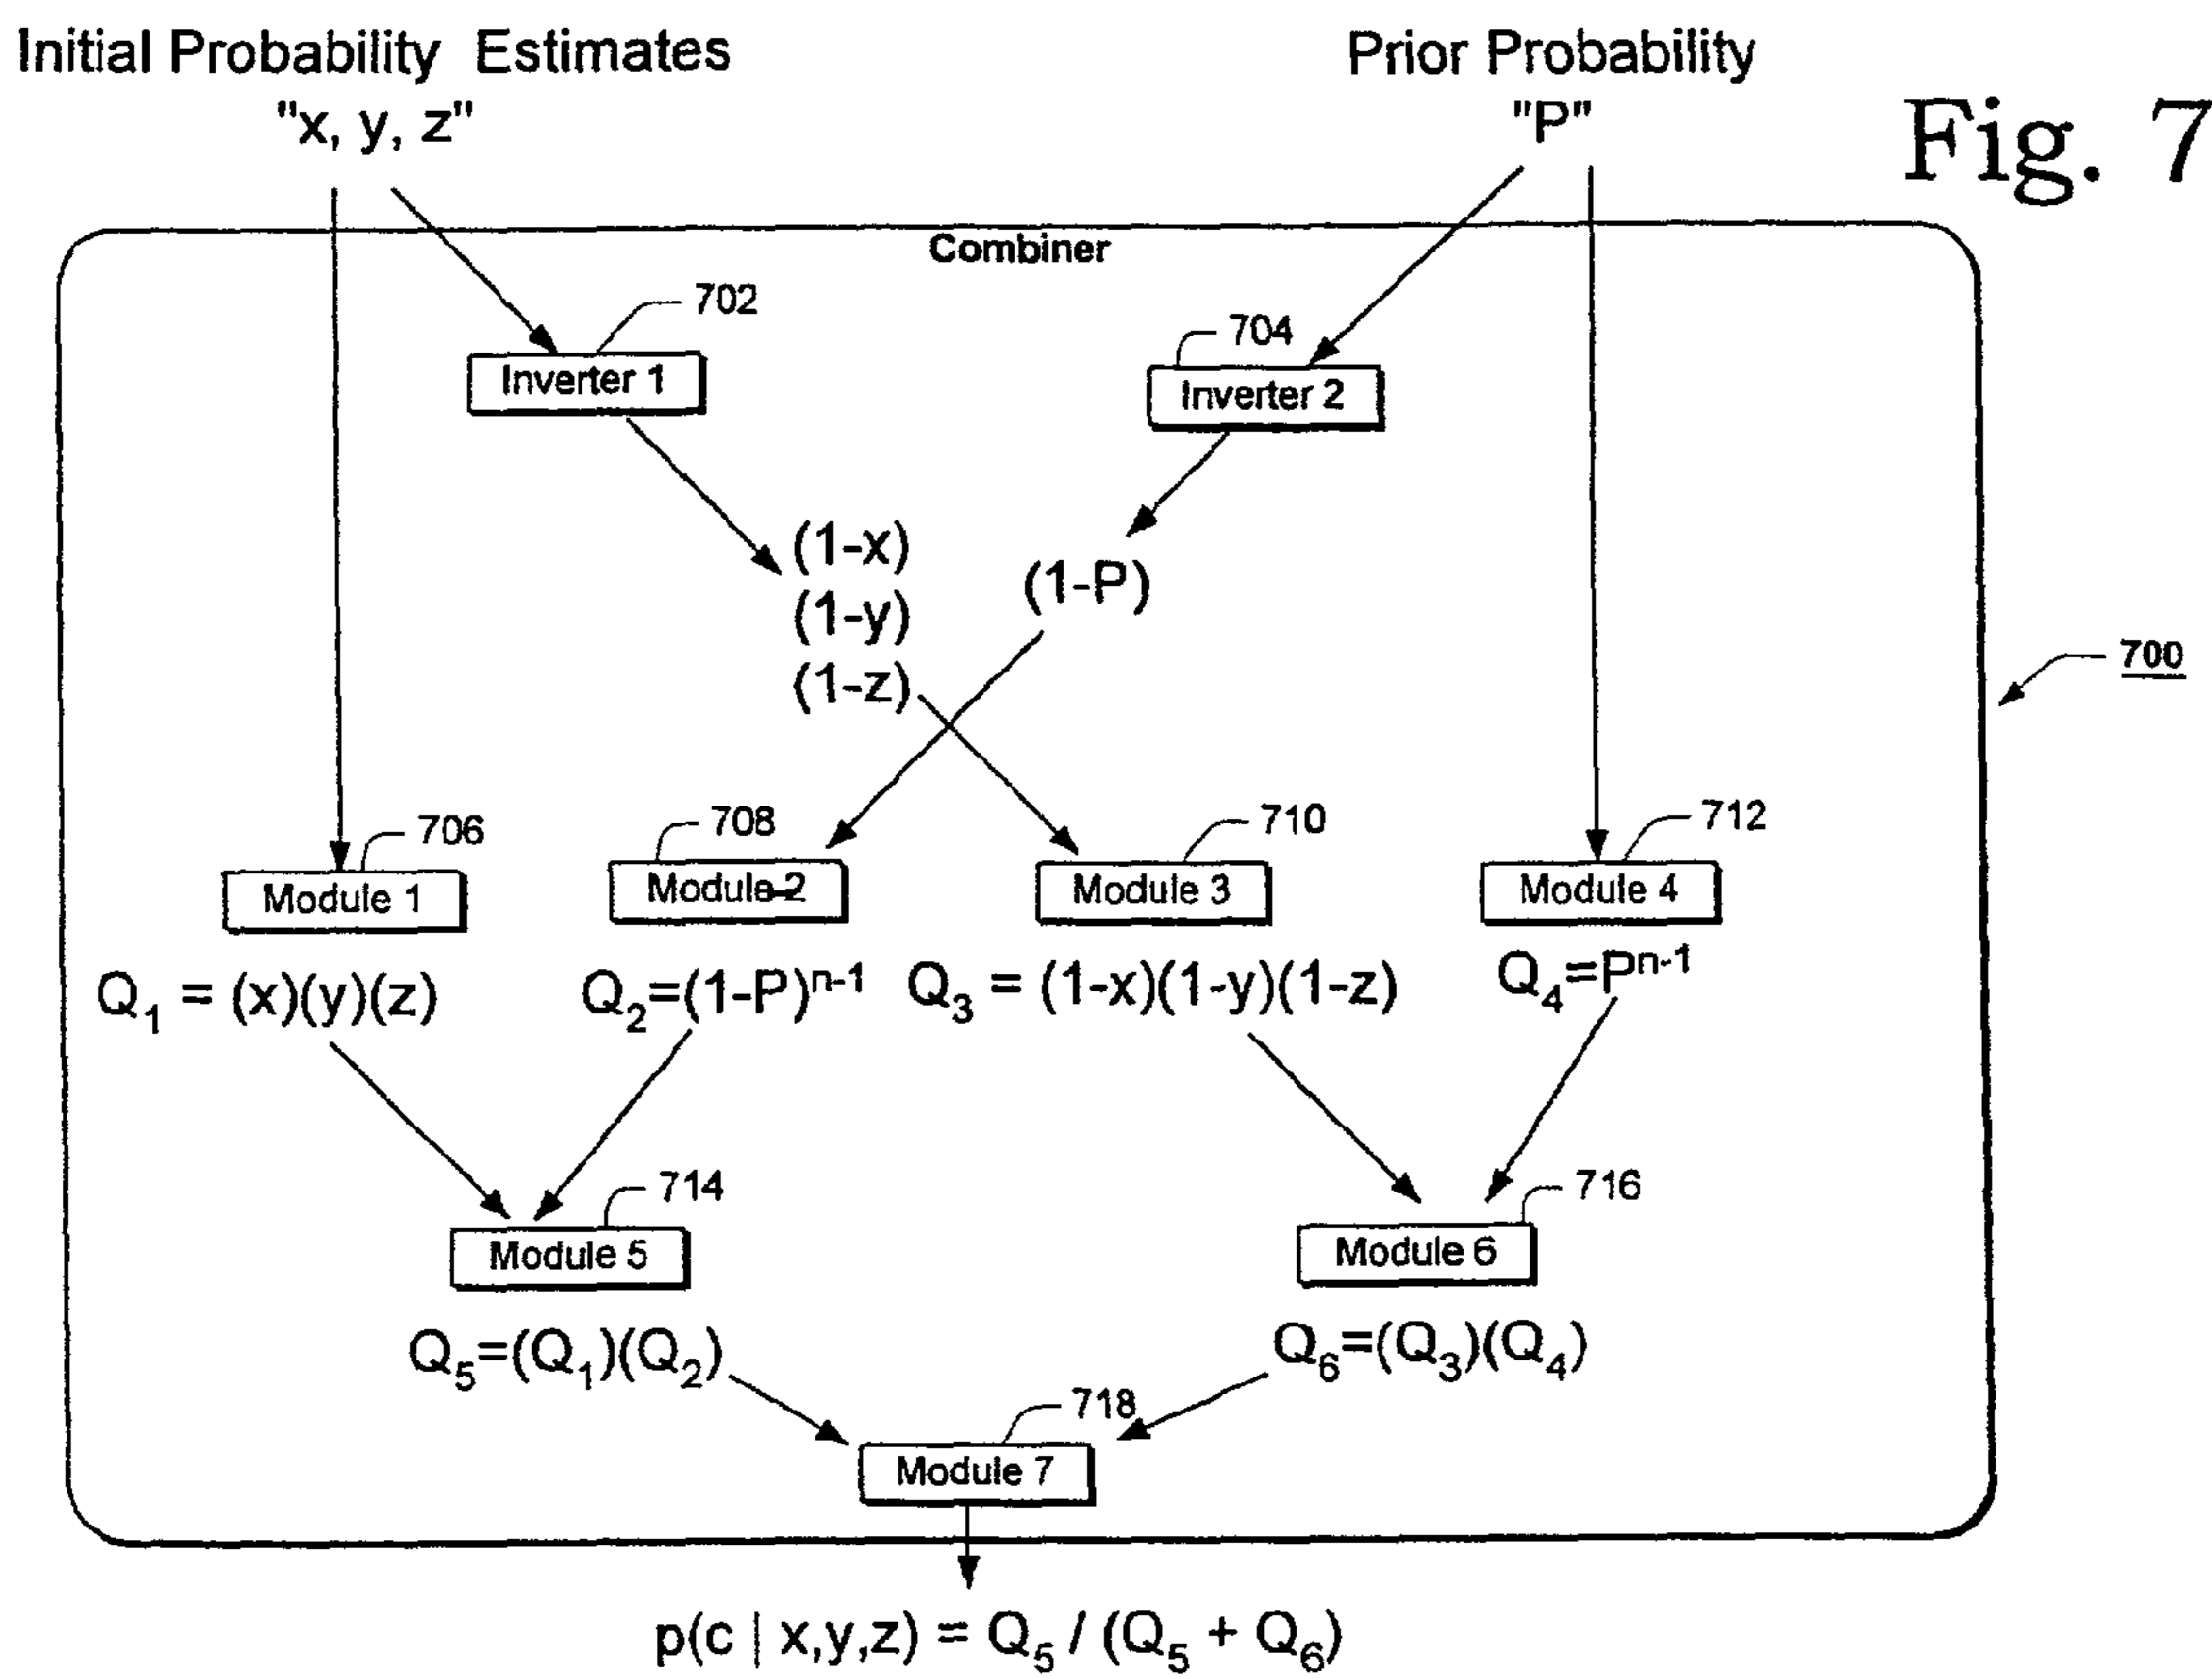 Initial Probability Estimates
"x, y, z"
Prior Probability
"P"
Fig. 7
Combiner
702
Inverter 1
704
Inverter 2
(1-x)
(1-y)
(1-z)
(1-P)
700
706
Module 1
708
Module 2
710
Module 3
712
Module 4
Q₁ = (x)(y)(z)
Q₂=(1-P)ⁿ⁻¹
Q₃ = (1-x)(1-y)(1-z)
Q₄=Pⁿ⁻¹
714
Module 5
716
Module 6
Q₅=(Q₁)(Q₂)
Q₆=(Q₃)(Q₄)
718
Module 7
p(c | x,y,z) = Q₅ / (Q₅ + Q₆)